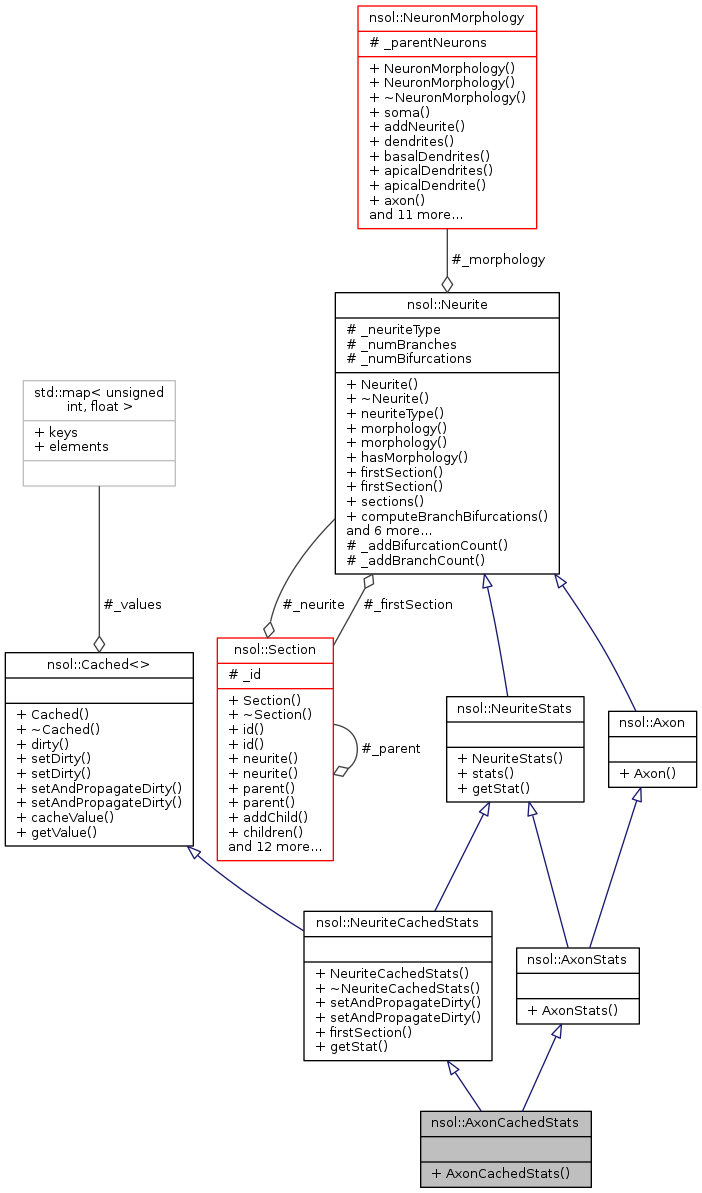 nsol::NeuronMorphology
# _parentNeurons
+ NeuronMorphology()
+ NeuronMorphology()
+ ~NeuronMorphology()
+ soma()
+ addNeurite()
+ dendrites()
+ basalDendrites()
+ apicalDendrites()
+ apicalDendrite()
+ axon()
and 11 more...
#_morphology
nsol::Neurite
# _neuriteType
# _numBranches
# _numBifurcations
+ Neurite()
+ ~Neurite()
+ neuriteType()
+ morphology()
+ morphology()
+ hasMorphology()
+ firstSection()
+ firstSection()
+ sections()
+ computeBranchBifurcations()
and 6 more...
# _addBifurcationCount()
# _addBranchCount()
std::map< unsigned
int, float >
+ keys
+ elements
#_values
#_neurite
#_firstSection
nsol::Cached<>
+ Cached()
+ ~Cached()
+ dirty()
+ setDirty()
+ setDirty()
+ setAndPropagateDirty()
+ setAndPropagateDirty()
+ cacheValue()
+ getValue()
nsol::Section
# _id
+ Section()
+ ~Section()
+ id()
+ id()
+ neurite()
+ neurite()
+ parent()
+ parent()
+ addChild()
+ children()
and 12 more...
#_parent
nsol::NeuriteStats
+ NeuriteStats()
+ stats()
+ getStat()
nsol::Axon
+ Axon()
nsol::NeuriteCachedStats
+ NeuriteCachedStats()
+ ~NeuriteCachedStats()
+ setAndPropagateDirty()
+ setAndPropagateDirty()
+ firstSection()
+ getStat()
nsol::AxonStats
+ AxonStats()
nsol::AxonCachedStats
+ AxonCachedStats()